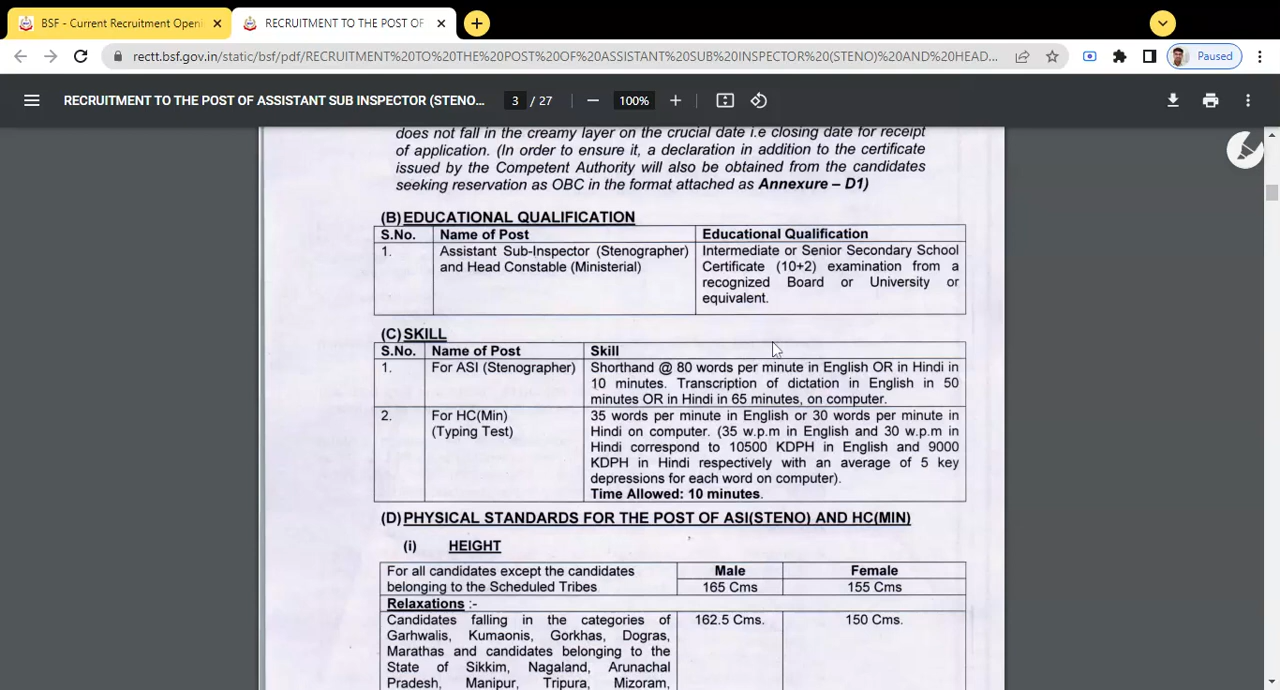 BSF - Current Recruitment Openi
RECRUITMENT TO THE POST OF
rectt.bsf.gov.in/static/bsf/pdf/RECRUITMENT%20TO%20THE%20POST%20OF%20ASSISTANT%20SUB%20INSPECTOR%20(STENO)%20AND%20HEAD...
Paused
RECRUITMENT TO THE POST OF ASSISTANT SUB INSPECTOR (STENO...
3 / 27
100%
does not fall in the creamy layer on the crucial date i.e closing date for receipt
of application. (In order to ensure it, a declaration in addition to the certificate
issued by the Competent Authority will also be obtained from the candidates
seeking reservation as OBC in the format attached as Annexure – D1)
(B) EDUCATIONAL QUALIFICATION
S.No. Name of Post Educational Qualification
1. Assistant Sub-Inspector (Stenographer) Intermediate or Senior Secondary School
and Head Constable (Ministerial) Certificate (10+2) examination from a
recognized Board or University or
equivalent.
(C) SKILL
S.No. Name of Post Skill
1. For ASI (Stenographer) Shorthand @ 80 words per minute in English OR in Hindi in
10 minutes. Transcription of dictation in English in 50
minutes OR in Hindi in 65 minutes, on computer.
2. For HC(Min) 35 words per minute in English or 30 words per minute in
(Typing Test) Hindi on computer. (35 w.p.m in English and 30 w.p.m in
Hindi correspond to 10500 KDPH in English and 9000
KDPH in Hindi respectively with an average of 5 key
depressions for each word on computer).
Time Allowed: 10 minutes.
(D) PHYSICAL STANDARDS FOR THE POST OF ASI(STENO) AND HC(MIN)
(i) HEIGHT
For all candidates except the candidates Male Female
belonging to the Scheduled Tribes 165 Cms 155 Cms
Relaxations :-
Candidates falling in the categories of 162.5 Cms. 150 Cms.
Garhwalis, Kumaonis, Gorkhas, Dogras,
Marathas and candidates belonging to the
State of Sikkim, Nagaland, Arunachal
Pradesh, Manipur, Tripura, Mizoram,